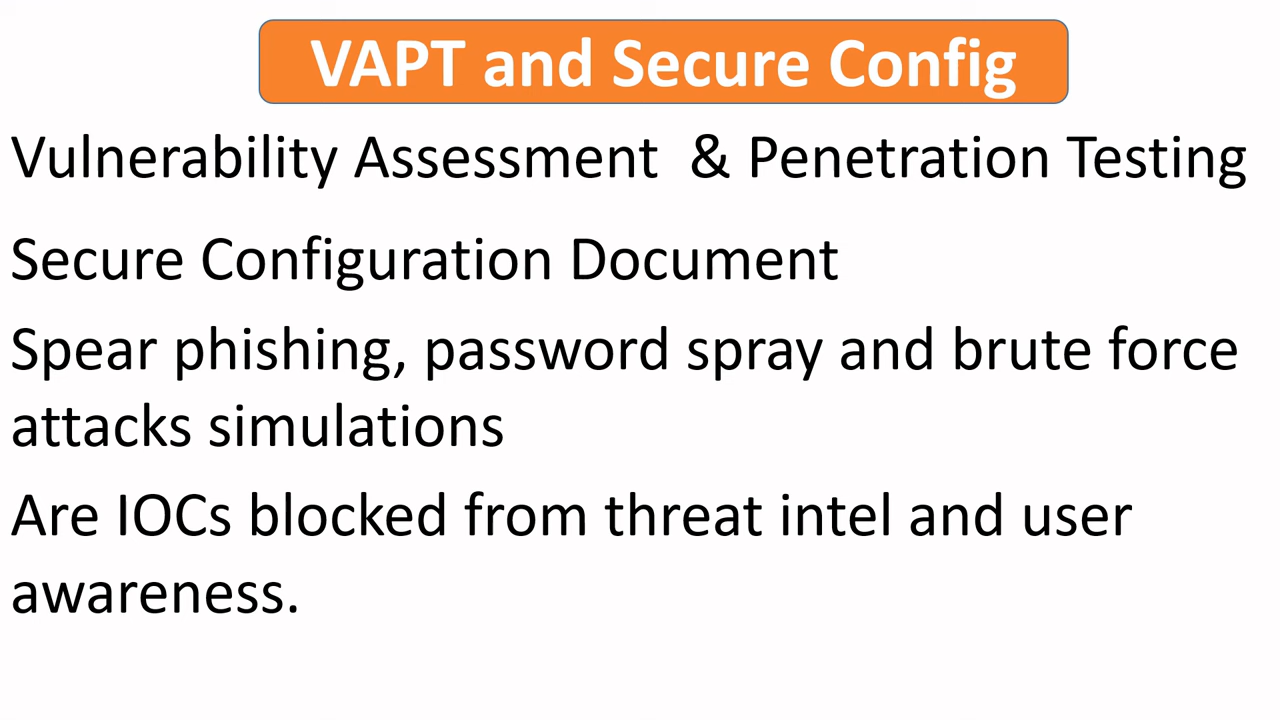 VAPT and Secure Config
Vulnerability Assessment & Penetration Testing
Secure Configuration Document
Spear phishing, password spray and brute force
attacks simulations
Are IOCs blocked from threat intel and user
awareness.